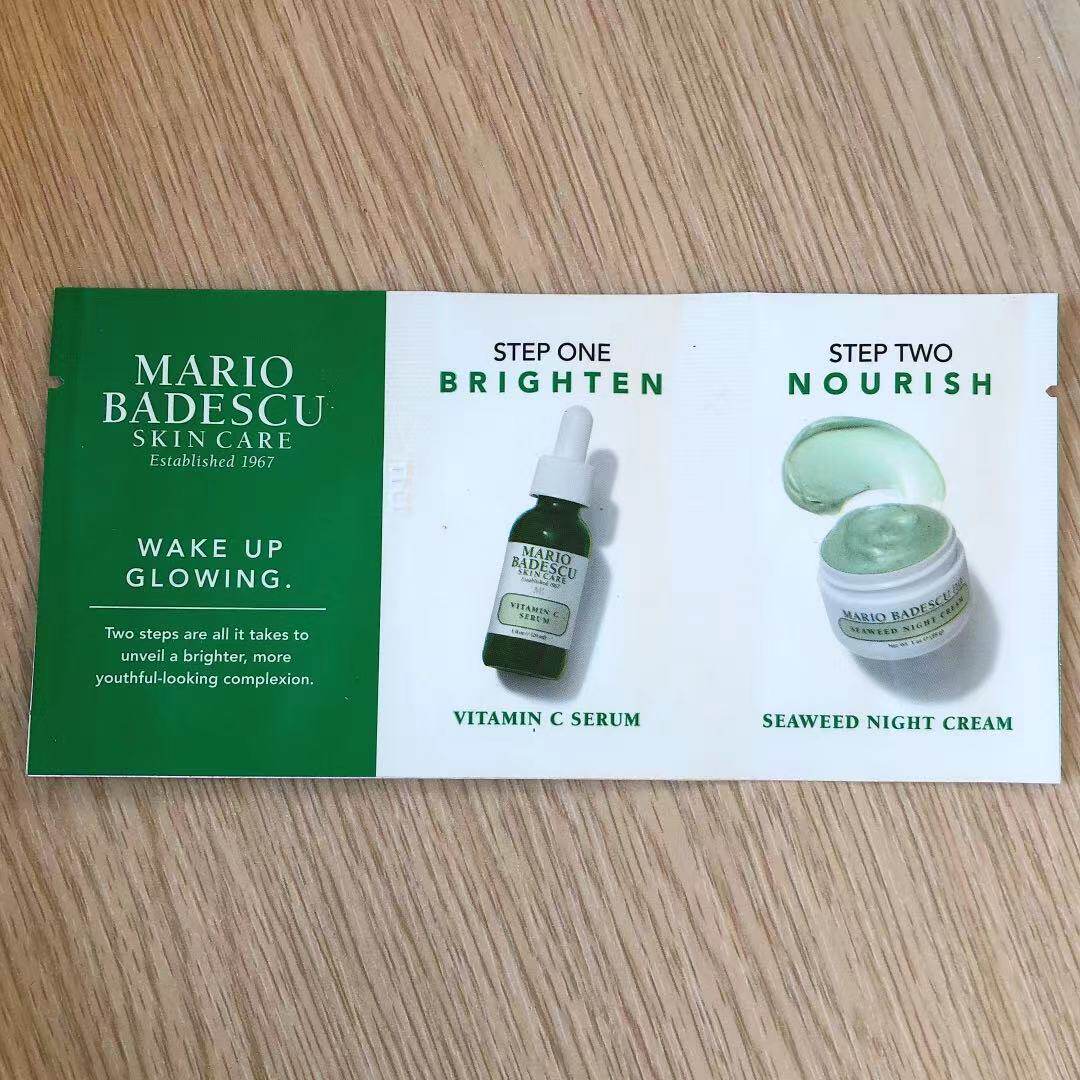 MARIO
BADESCU
SKIN CARE
Established 1967
WAKE UP
GLOWING.
Two steps are all it takes to
unveil a brighter, more
youthful-looking complexion.
STEP ONE
BRIGHTEN
MARIO
BADESCU
SKIN CARE
Established 1967
VITAMIN C
SERUM
VITAMIN C SERUM
STEP TWO
NOURISH
MARIO BADESCU
SEAWEED NIGHT CREAM
SEAWEED NIGHT CREAM